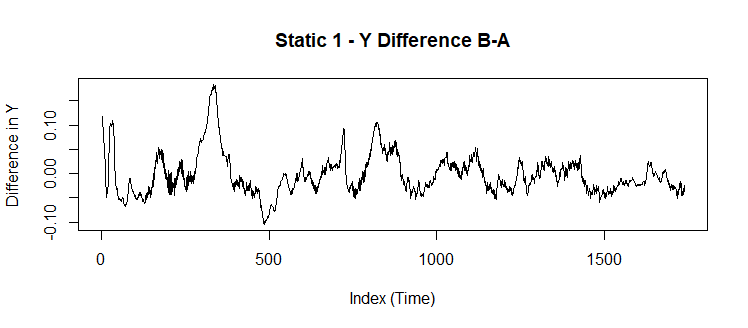 Static 1 - Y Difference B-A
Difference in Y
0.10
0.00
-0.10
0
500
1000
1500
Index (Time)